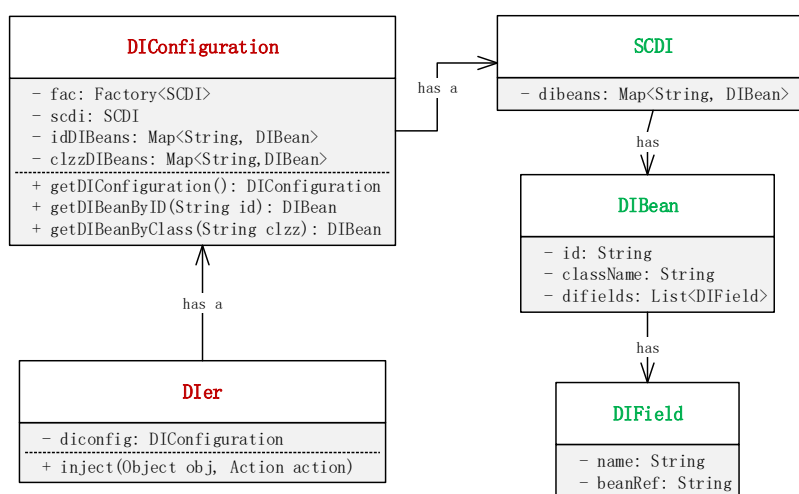 DIConfiguration
- fac: Factory<SCDI>
- scdi: SCDI
- idDIBeans: Map<String, DIBean>
- clzzDIBeans: Map<String,DIBean>
+ getDIConfiguration(): DIConfiguration
+ getDIBeanByID(String id): DIBean
+ getDIBeanByClass(String clzz): DIBean
has a
SCDI
- dibeans: Map<String, DIBean>
has
DIBean
- id: String
- className: String
- difields: List<DIField>
has a
has
DIer
- diconfig: DIConfiguration
+ inject(Object obj, Action action)
DIField
- name: String
- beanRef: String